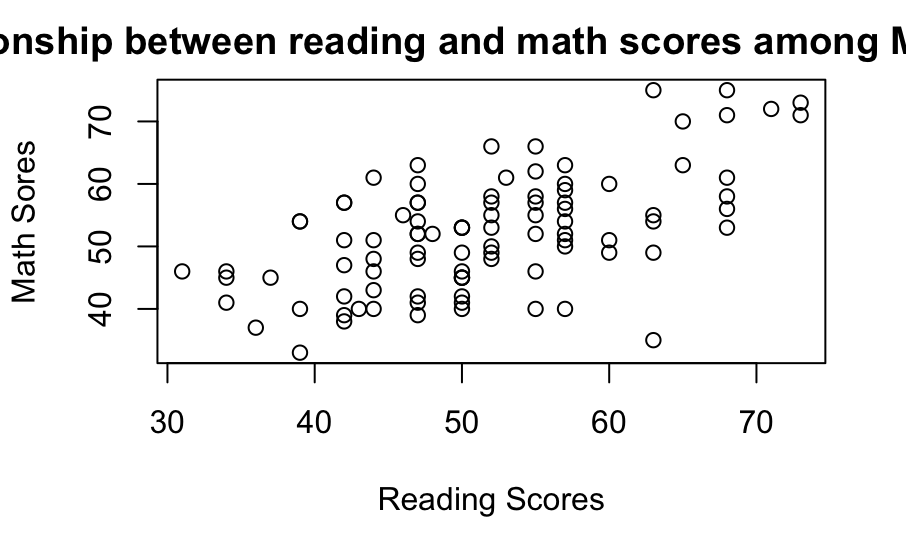 onship between reading and math scores among M
Math Sores
70
60
50
40
30 40 50 60 70
Reading Scores